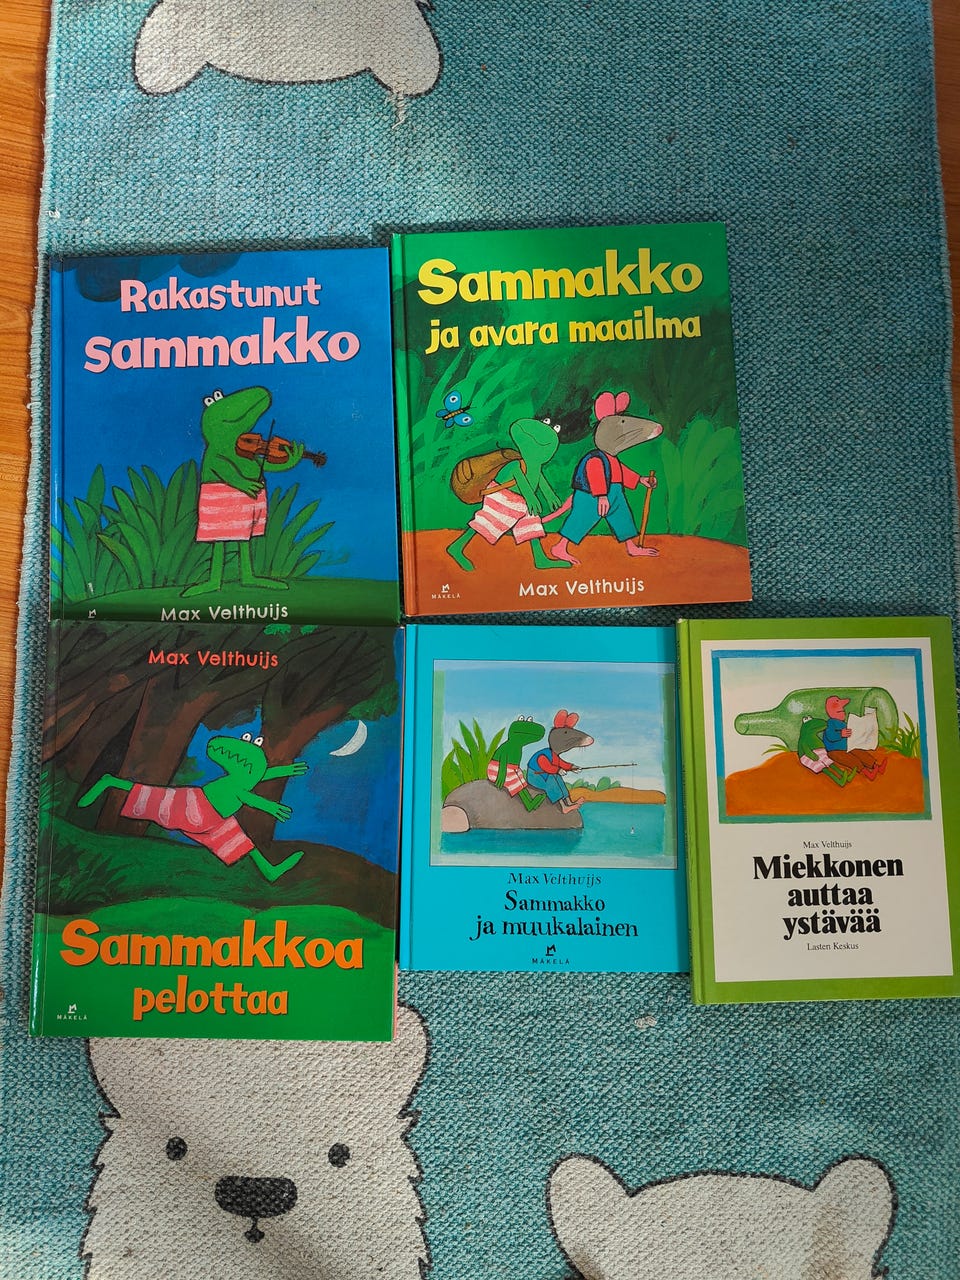 Rakastunut
sammakko
Max Velthuijs
Sammakko
ja avara maailma
MÄKELÄ
Max Velthuijs
Max Velthuijs
Sammakkoa
pelottaa
MÄKELÄ
Max Velthuijs
Sammakko
ja muukalainen
MÄKELÄ
Max Velthuijs
Miekkonen
auttaa
ystävää
Lasten Keskus